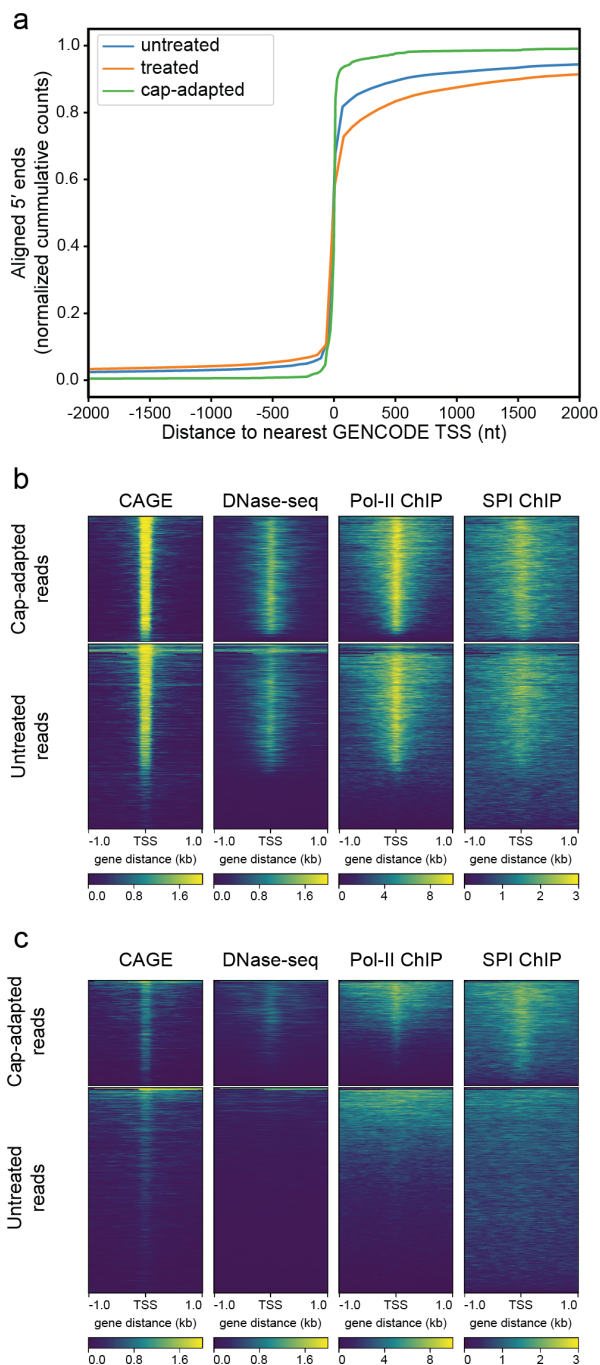 a
untreated
treated
cap-adapted
1.0
0.8
0.6
0.4
0.2
0.0
Aligned 5′ ends
(normalized cummulative counts)
-2000 -1500 -1000 -500 0 500 1000 1500 2000
Distance to nearest GENCODE TSS (nt)
b
CAGE DNase-seq Pol-II ChIP SPI ChIP
Cap-adapted
reads
Untreated
reads
-1.0 TSS 1.0 -1.0 TSS 1.0 -1.0 TSS 1.0 -1.0 TSS 1.0
gene distance (kb) gene distance (kb) gene distance (kb) gene distance (kb)
0.0 0.8 1.6 0.0 0.8 1.6 0 4 8 0 1 2 3
c
CAGE DNase-seq Pol-II ChIP SPI ChIP
Cap-adapted
reads
Untreated
reads
-1.0 TSS 1.0 -1.0 TSS 1.0 -1.0 TSS 1.0 -1.0 TSS 1.0
gene distance (kb) gene distance (kb) gene distance (kb) gene distance (kb)
0.0 0.8 1.6 0.0 0.8 1.6 0 4 8 0 1 2 3